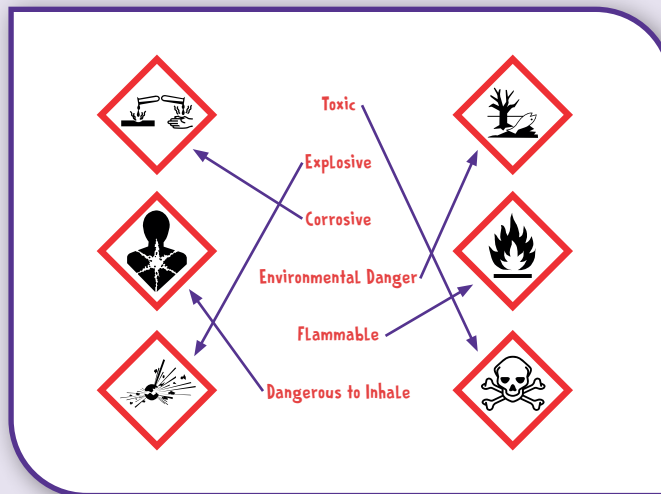 Toxic
Explosive
Corrosive
Environmental Danger
Flammable
Dangerous to Inhale